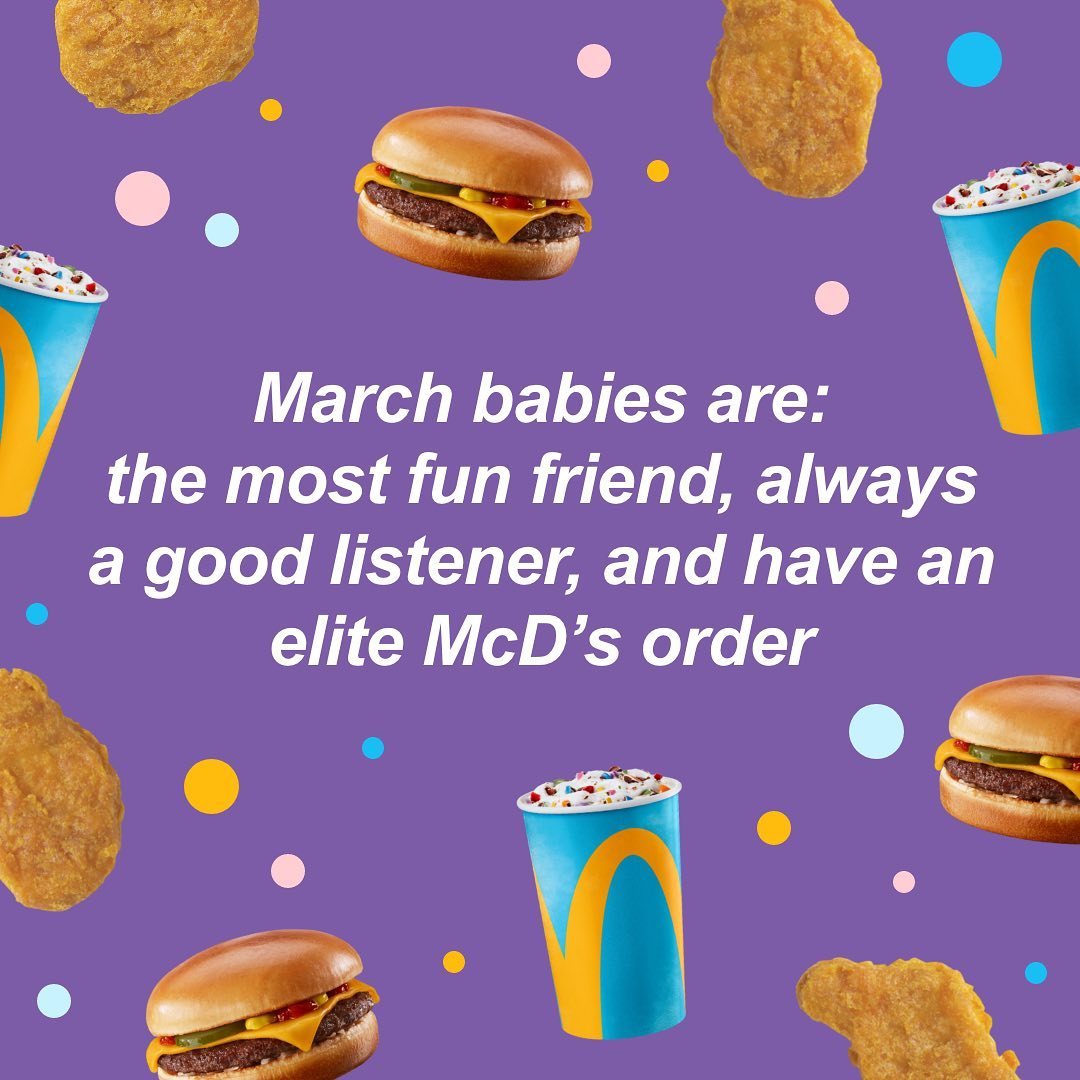 March babies are:
the most fun friend, always
a good listener, and have an
elite McD’s order